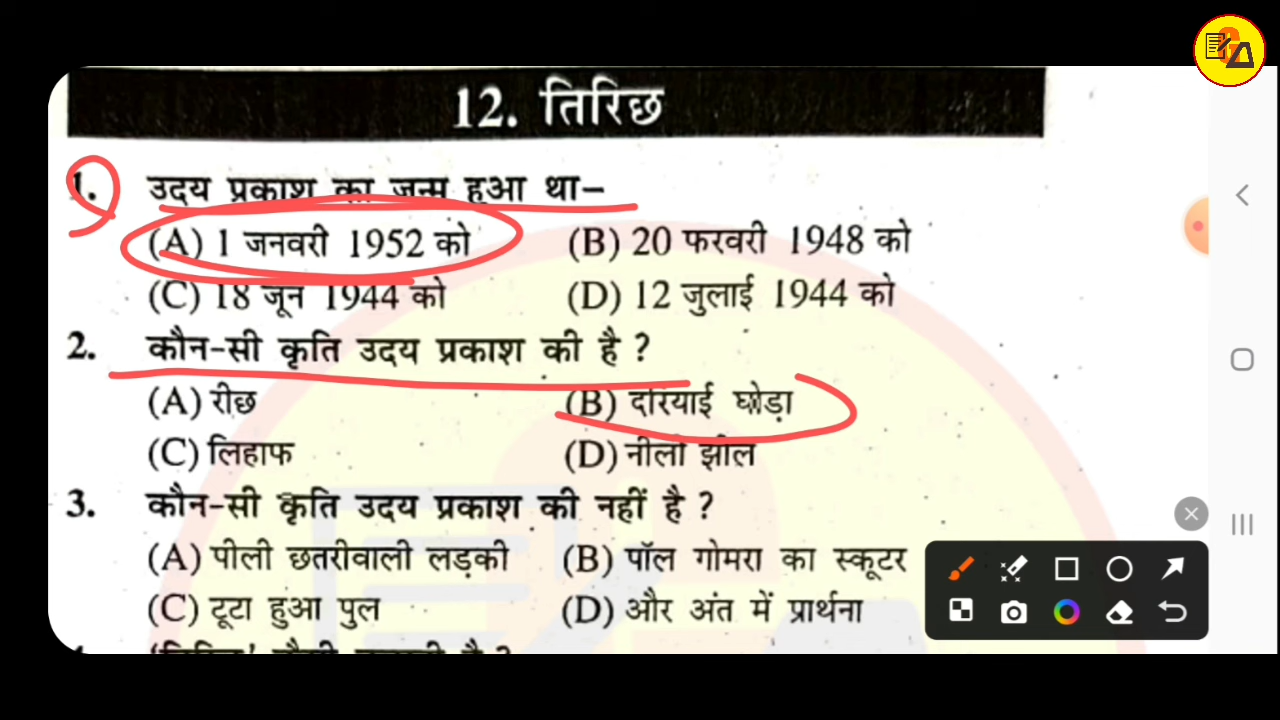 12. तिरिछ
1. उदय प्रकाश का जन्म हुआ था–
(A) 1 जनवरी 1952 को (B) 20 फरवरी 1948 को
(C) 18 जून 1944 को (D) 12 जुलाई 1944 को
2. कौन-सी कृति उदय प्रकाश की है ?
(A) रीछ (B) दरियाई घोड़ा
(C) लिहाफ (D) नीली झील
3. कौन-सी कृति उदय प्रकाश की नहीं है ?
(A) पीली छतरीवाली लड़की (B) पॉल गोमरा का स्कूटर
(C) टूटा हुआ पुल (D) और अंत में प्रार्थना